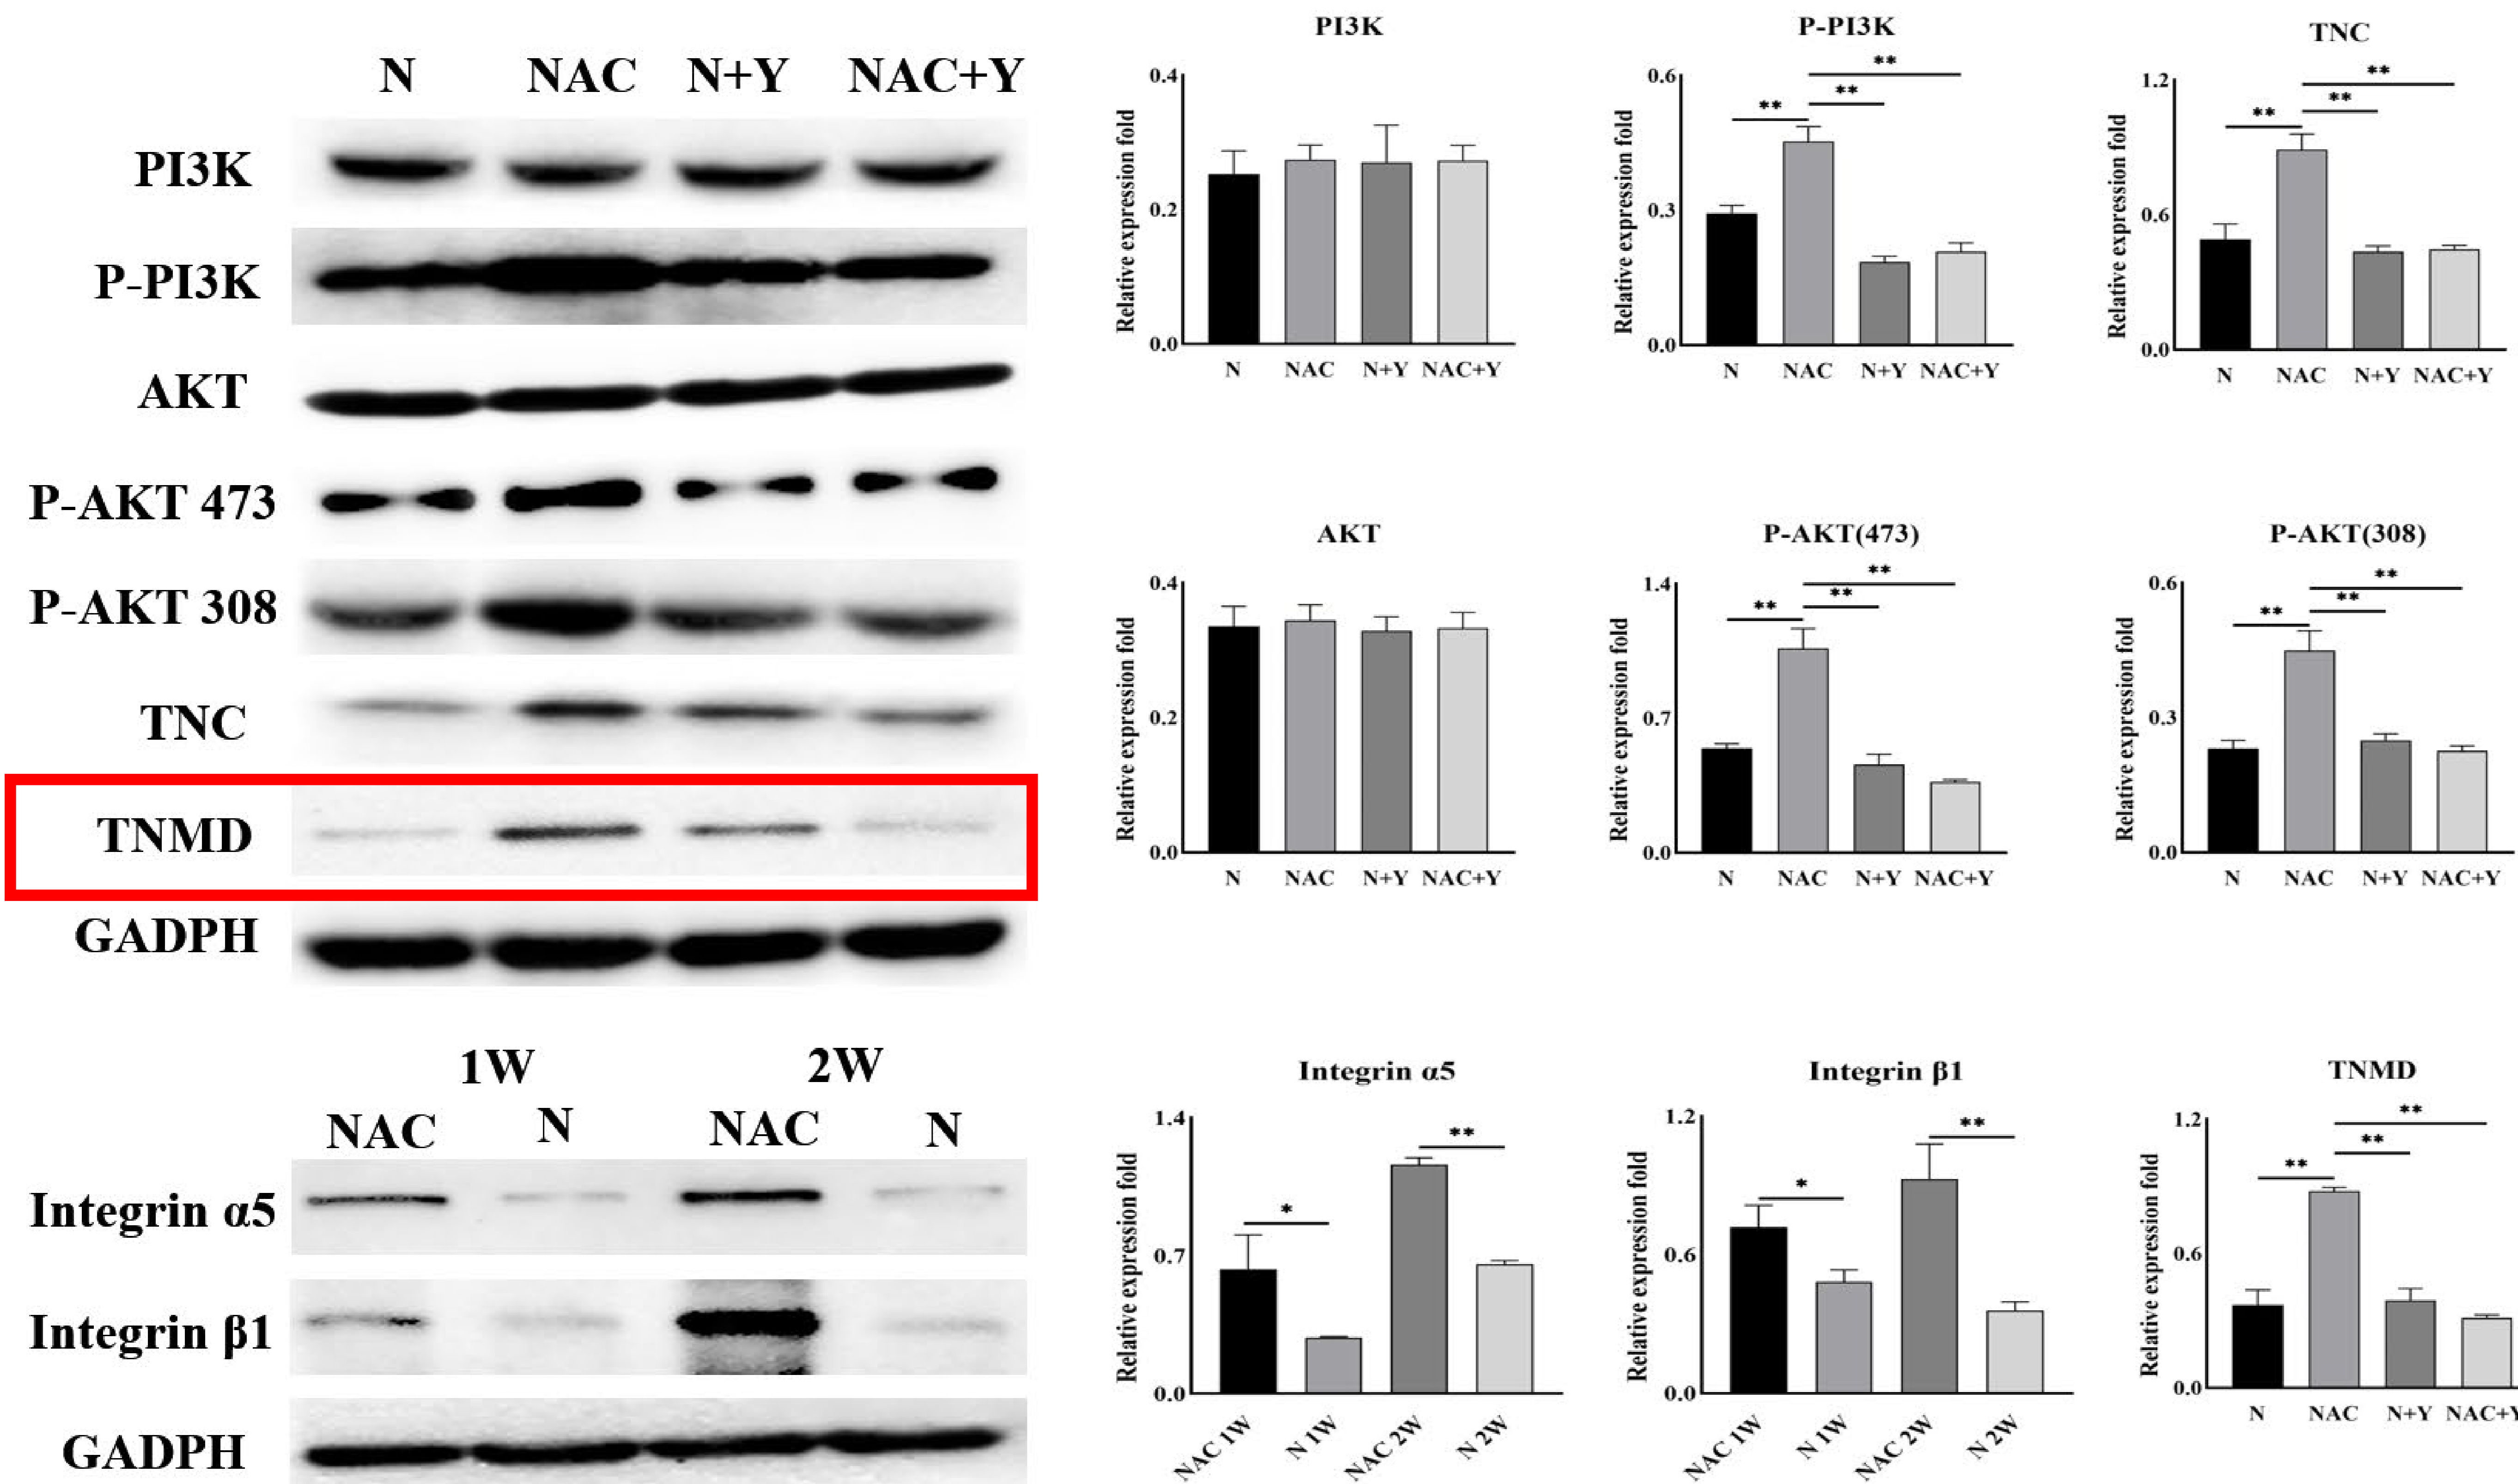 N NAC N+Y NAC+Y
PI3K
P-PI3K
AKT
P-AKT 473
P-AKT 308
TNC
TNMD
GADPH
1W 2W
NAC N NAC N
Integrin α5
Integrin β1
GADPH
PI3K
Relative expression fold
0.4
0.2
0.0
N NAC N+Y NAC+Y
P-PI3K
Relative expression fold
0.6
0.3
0.0
** ** **
N NAC N+Y NAC+Y
TNC
Relative expression fold
1.2
0.6
0.0
** ** **
N NAC N+Y NAC+Y
AKT
Relative expression fold
0.4
0.2
0.0
N NAC N+Y NAC+Y
P-AKT(473)
Relative expression fold
1.4
0.7
0.0
** ** **
N NAC N+Y NAC+Y
P-AKT(308)
Relative expression fold
0.6
0.3
0.0
** ** **
N NAC N+Y NAC+Y
Integrin α5
Relative expression fold
1.4
0.7
0.0
* **
NAC 1W N 1W NAC 2W N 2W
Integrin β1
Relative expression fold
1.2
0.6
0.0
* **
NAC 1W N 1W NAC 2W N 2W
TNMD
Relative expression fold
1.2
0.6
0.0
** ** **
N NAC N+Y NAC+Y